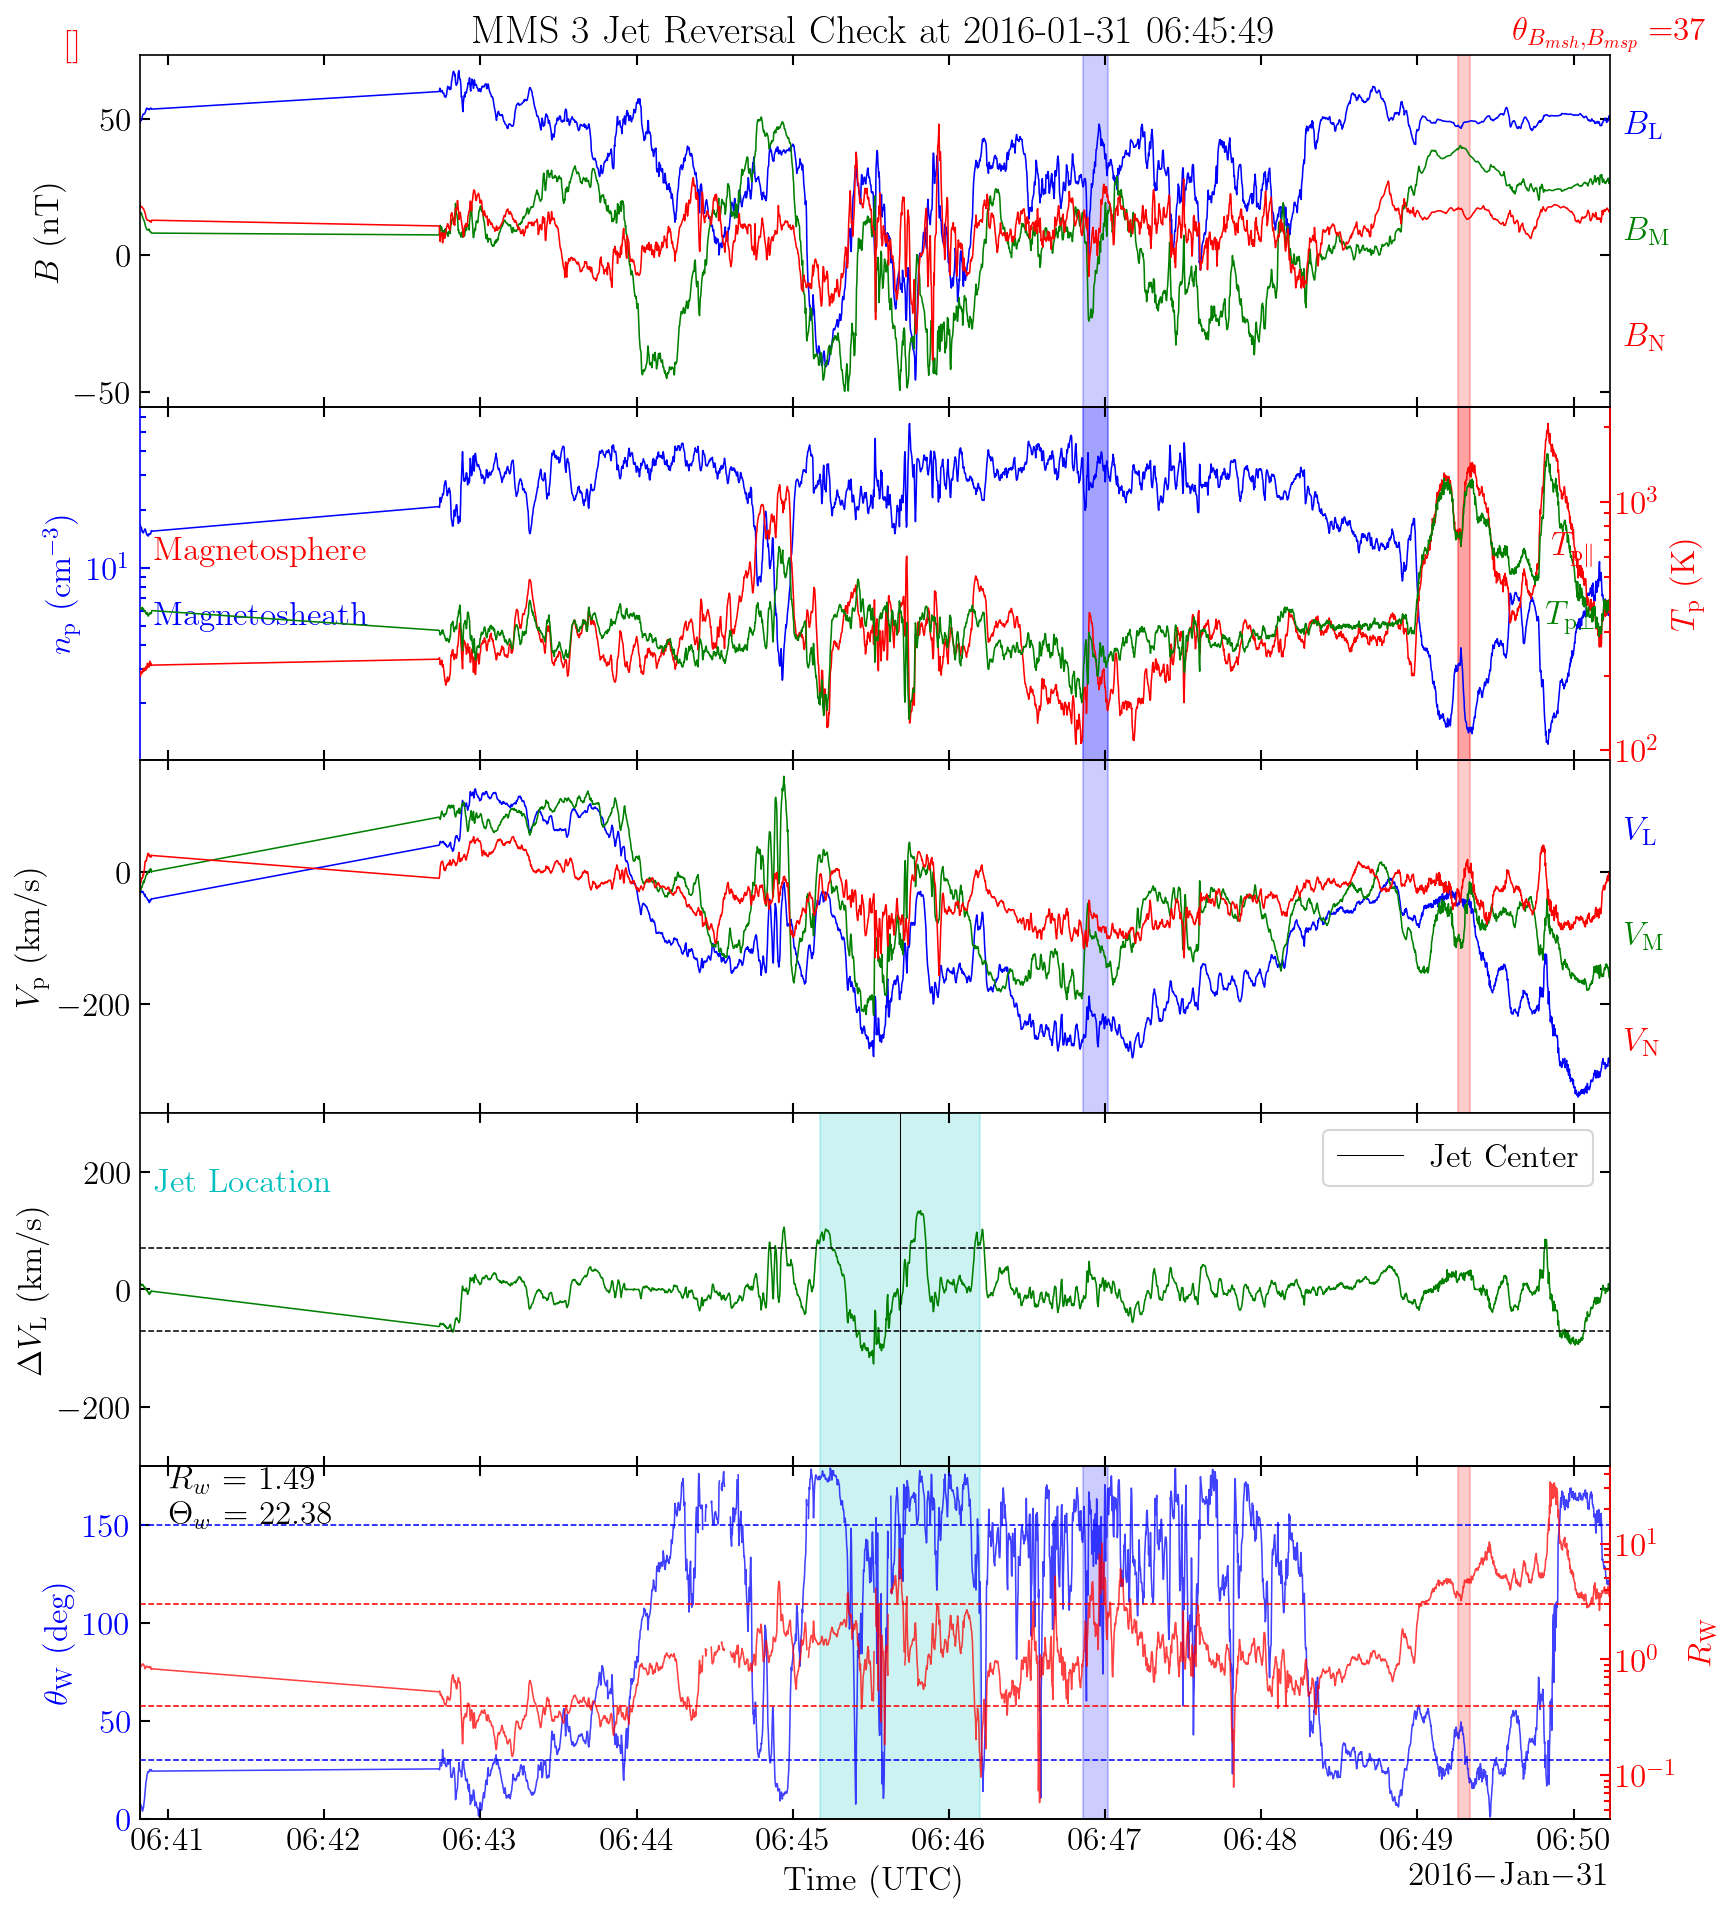 MMS 3 Jet Reversal Check at 2016-01-31 06:45:49
θ_{B_{msh},B_{msp}} =37
50
0
−50
B (nT)
B_L
B_M
B_N
10^1
n_p (cm^{−3})
Magnetosphere
Magnetosheath
10^3
10^2
T_{p∥}
T_{p⊥}
T_p (K)
0
−200
V_p (km/s)
V_L
V_M
V_N
200
0
−200
ΔV_L (km/s)
Jet Location
Jet Center
R_w = 1.49
Θ_w = 22.38
150
100
50
0
θ_W (deg)
10^1
10^0
10^{−1}
R_W
06:41 06:42 06:43 06:44 06:45 06:46 06:47 06:48 06:49 06:50
Time (UTC)
2016−Jan−31